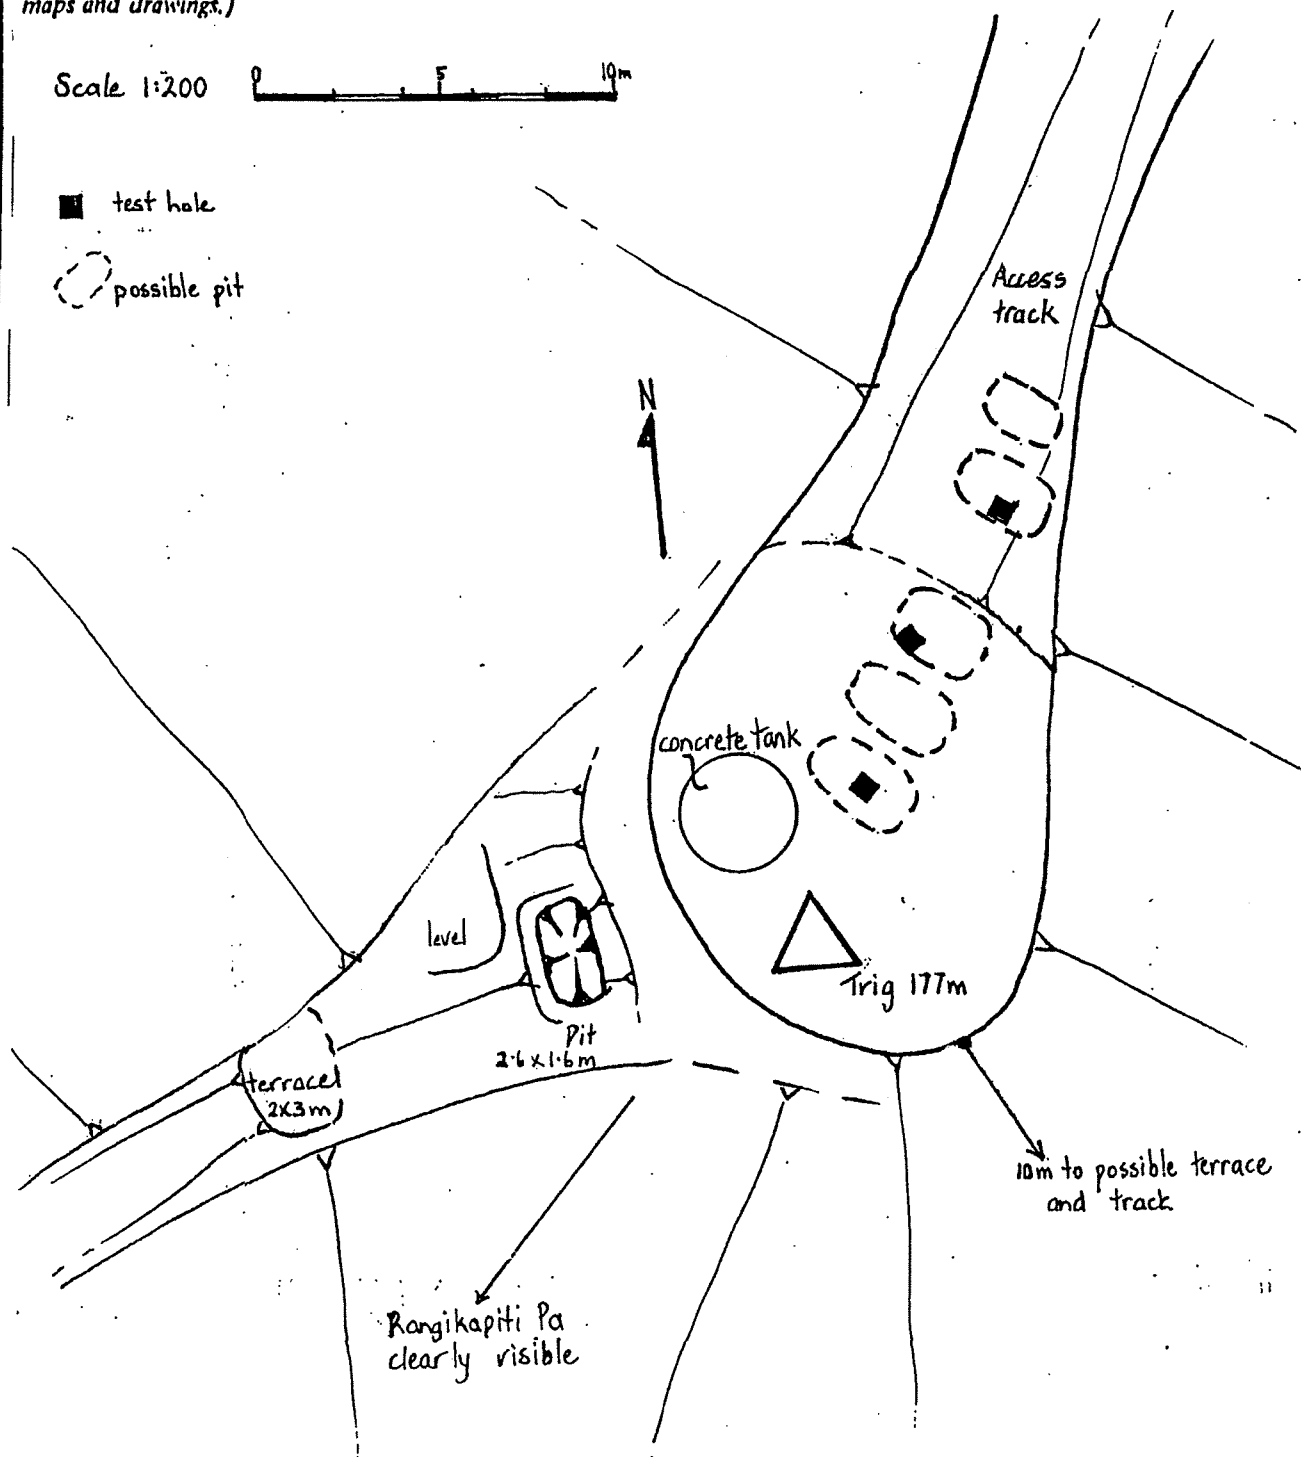 maps and drawings.)
Scale 1:200
0 5 10m
test hole
possible pit
Access
track
N
concrete tank
level
Trig 177m
Pit
2.6 x 1.6m
terrace
2x3m
10m to possible terrace
and track
Rangikapiti Pa
clearly visible